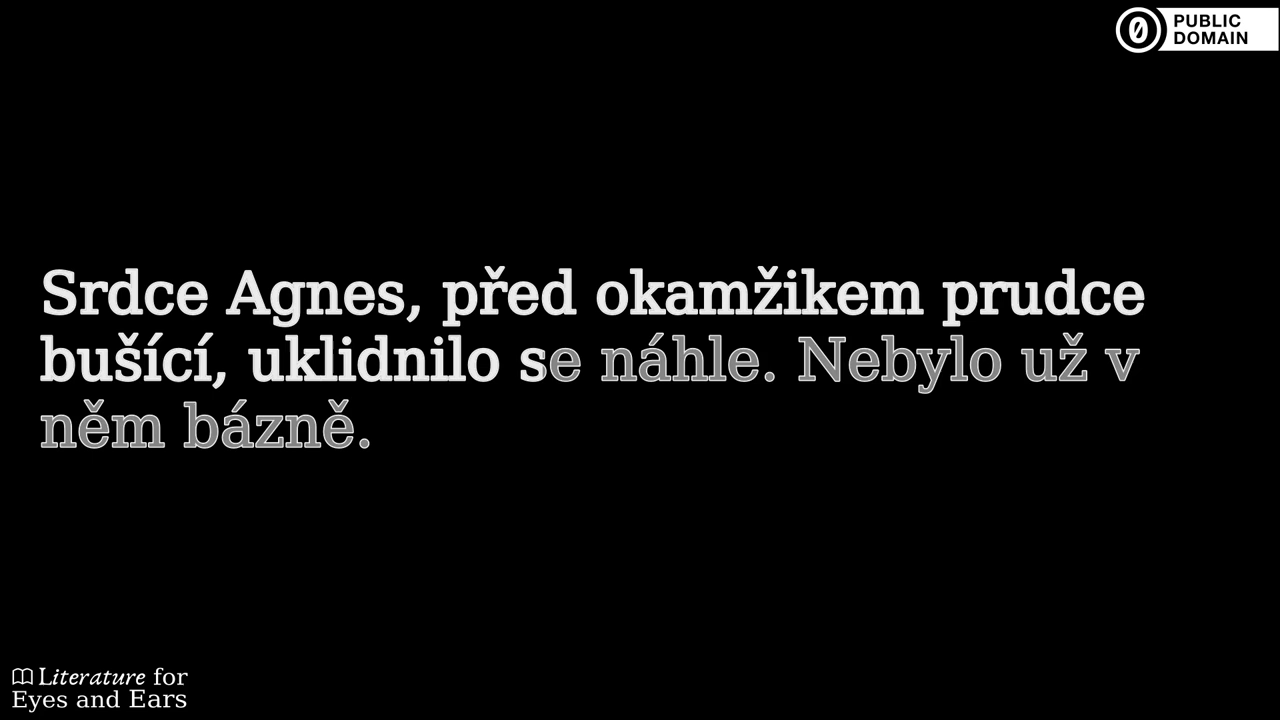 PUBLIC
DOMAIN
Srdce Agnes, před okamžikem prudce
bušící, uklidnilo se náhle. Nebylo už v
něm bázně.
Literature for
Eyes and Ears